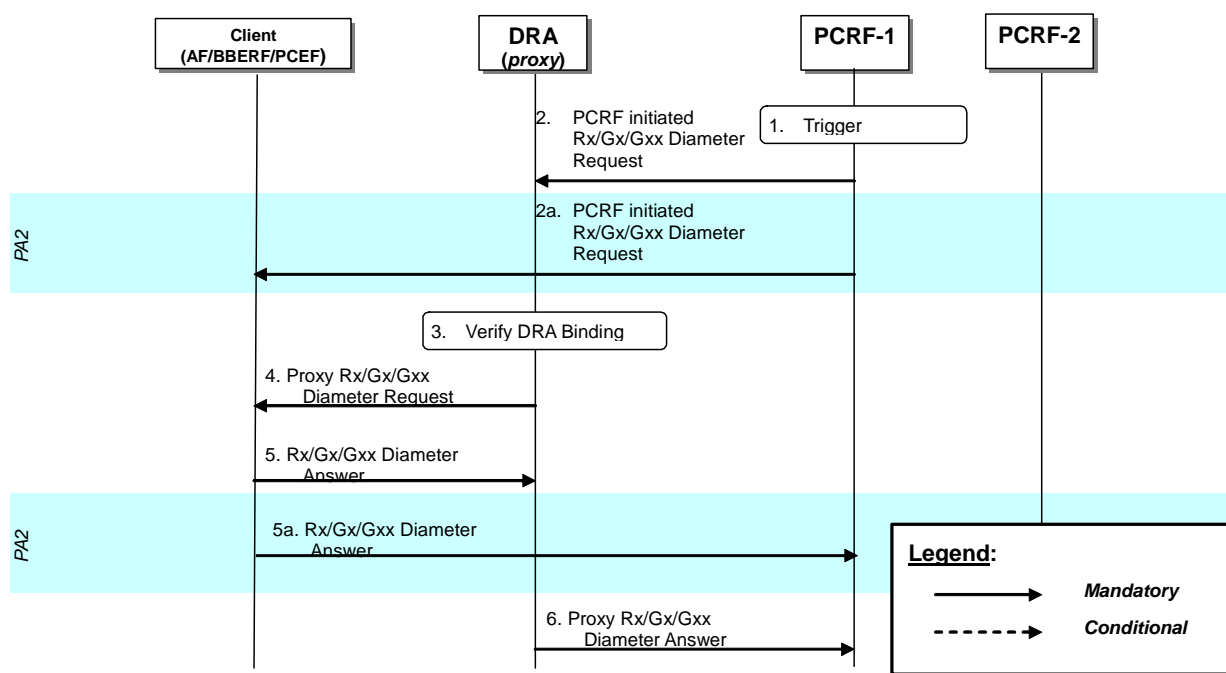 Client
(AF/BBERF/PCEF)
DRA
(proxy)
PCRF-1
PCRF-2
1. Trigger
2. PCRF initiated
Rx/Gx/Gxx Diameter
Request
PA2
2a. PCRF initiated
Rx/Gx/Gxx Diameter
Request
3. Verify DRA Binding
4. Proxy Rx/Gx/Gxx
Diameter Request
5. Rx/Gx/Gxx Diameter
Answer
PA2
5a. Rx/Gx/Gxx Diameter
Answer
6. Proxy Rx/Gx/Gxx
Diameter Answer
Legend:
Mandatory
Conditional